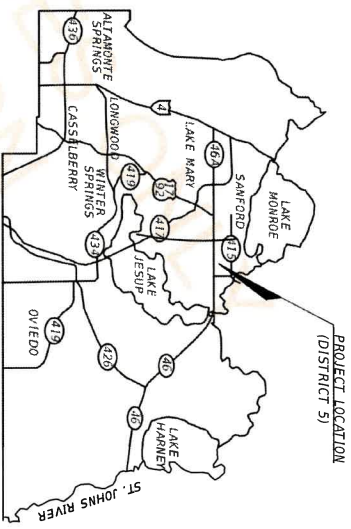 PROJECT LOCATION
(DISTRICT 5)
LAKE
MONROE
SANFORD
415
46A
LAKE MARY
4
17
92
417
419
LONGWOOD
WINTER
SPRINGS
CASSELBERRY
ALTAMONTE
SPRINGS
436
434
LAKE
JESUP
46
426
419
OVIEDO
46
LAKE
HARNEY
ST. JOHNS RIVER